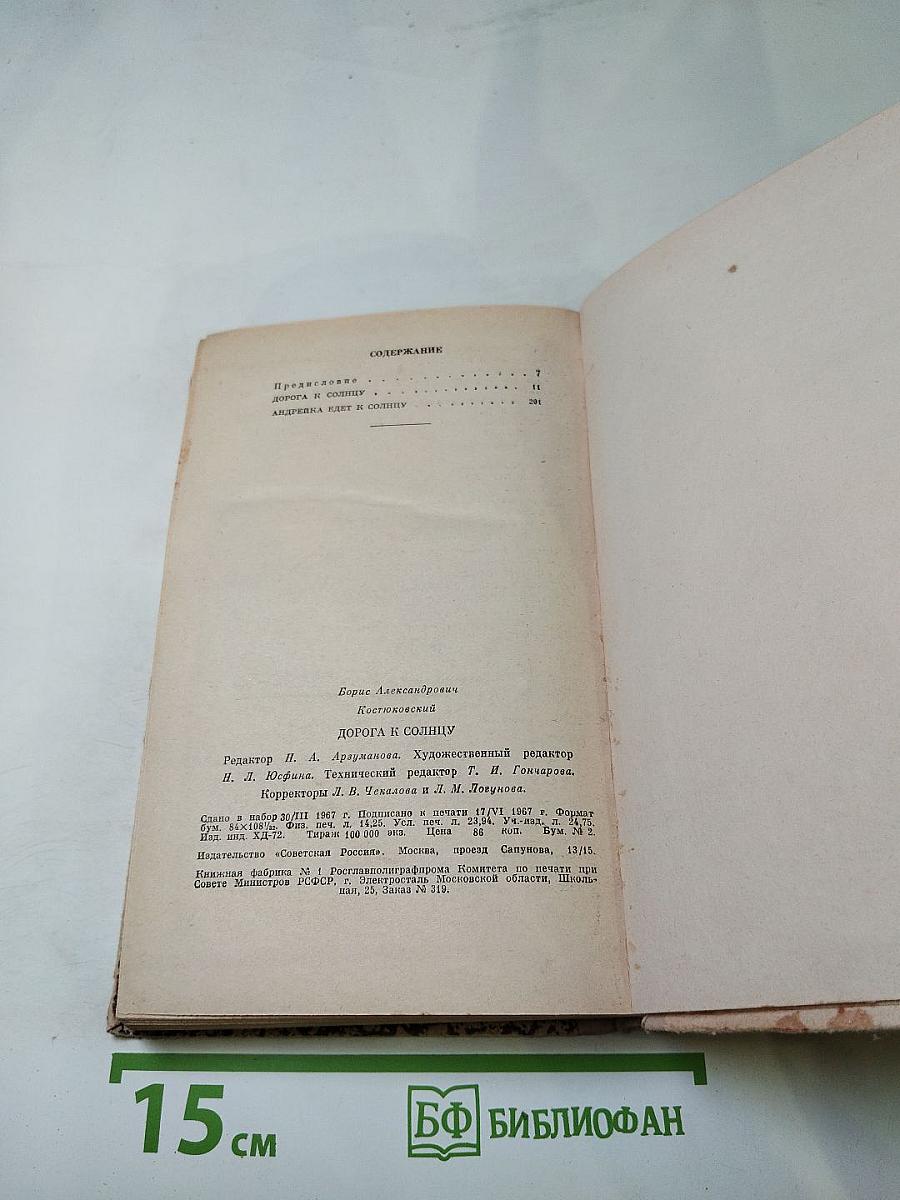 СОДЕРЖАНИЕ
Предисловие . . . . . . . . . . . . . 7
ДОРОГА К СОЛНЦУ . . . . . . . . . . . . . 11
АНДРЕЙКА ЕДЕТ К СОЛНЦУ . . . . . . . . . 201
Борис Александрович
Костюковский
ДОРОГА К СОЛНЦУ
Редактор Н. А. Арзуманова. Художественный редактор
Н. Л. Юсфина. Технический редактор Т. И. Гончарова.
Корректоры Л. В. Чекалова и Л. М. Логунова.
Сдано в набор 30/III 1967 г. Подписано к печати 17/VI 1967 г. Формат
бум. 84×108¹/₃₂. Физ. печ. л. 14,25. Усл. печ. л. 23,94. Уч-изд. л. 24,75.
Изд. инд. ХД-72. Тираж 100 000 экз. Цена 86 коп. Бум. № 2.
Издательство «Советская Россия». Москва, проезд Сапунова, 13/15.
Книжная фабрика № 1 Росглавполиграфпрома Комитета по печати при
Совете Министров РСФСР, г. Электросталь Московской области, Школь-
ная, 25, Заказ № 319.
15 см
БФ БИБЛИОФАН